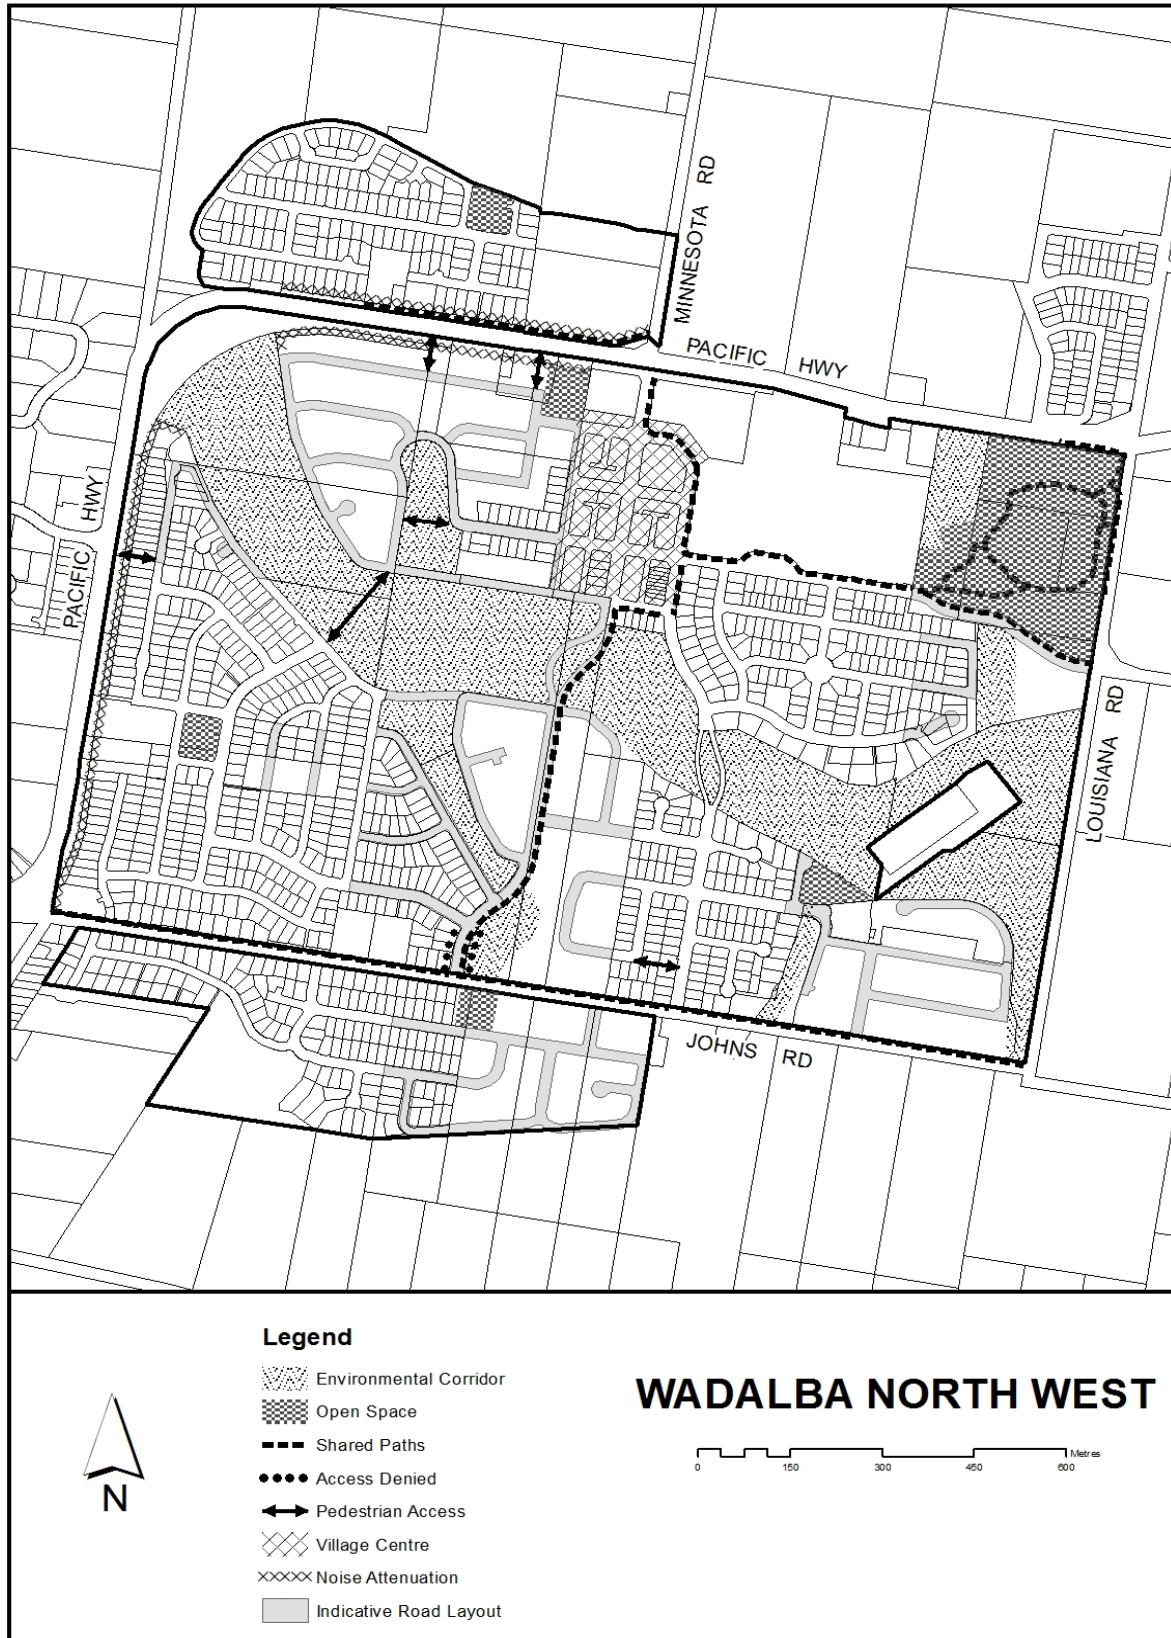 MINNESOTA RD
PACIFIC HWY
PACIFIC HWY
LOUISIANA RD
JOHNS RD
Legend
Environmental Corridor
Open Space
Shared Paths
Access Denied
Pedestrian Access
Village Centre
Noise Attenuation
Indicative Road Layout
N
WADALBA NORTH WEST
0 150 300 450 600 Metres